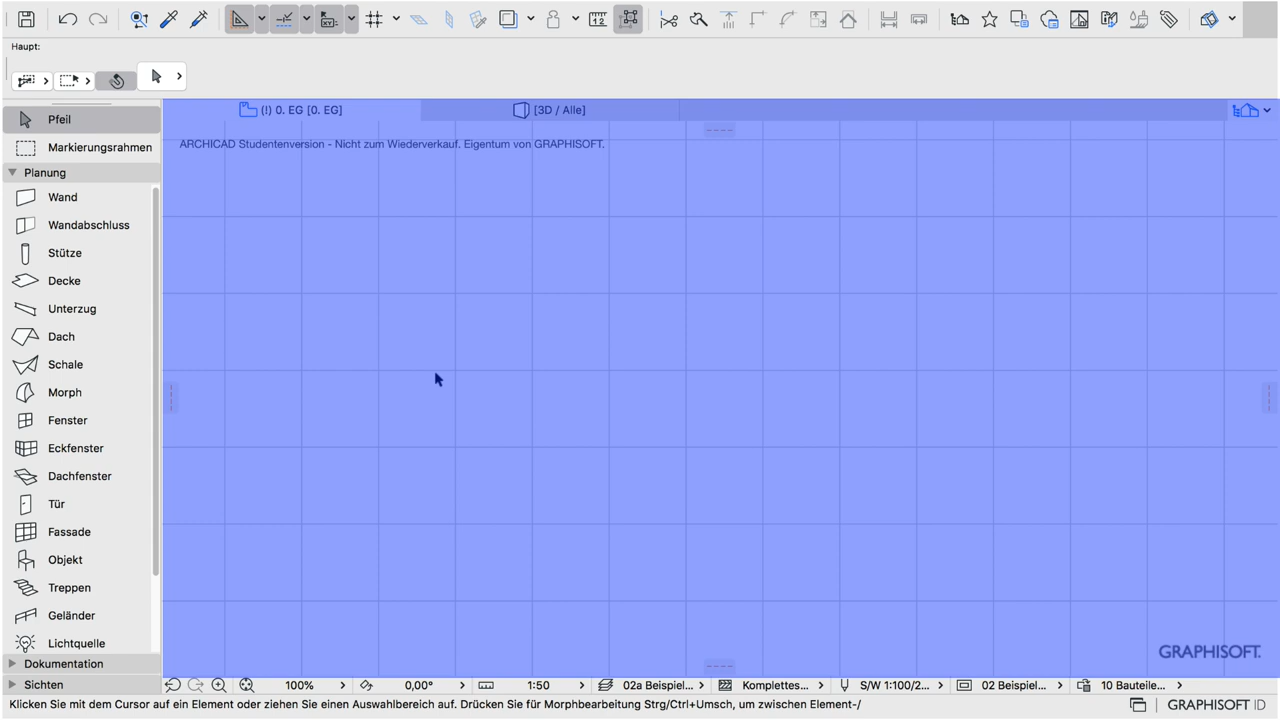 Haupt:
(!) 0. EG [0. EG]
[3D / Alle]
ARCHICAD Studentenversion - Nicht zum Wiederverkauf. Eigentum von GRAPHISOFT.
Pfeil
Markierungsrahmen
Planung
Wand
Wandabschluss
Stütze
Decke
Unterzug
Dach
Schale
Morph
Fenster
Eckfenster
Dachfenster
Tür
Fassade
Objekt
Treppen
Geländer
Lichtquelle
Dokumentation
Sichten
GRAPHISOFT.
100%
0,00°
1:50
02a Beispiel...
Komplettes...
S/W 1:100/2...
02 Beispiel...
10 Bauteile...
Klicken Sie mit dem Cursor auf ein Element oder ziehen Sie einen Auswahlbereich auf. Drücken Sie für Morphbearbeitung Strg/Ctrl+Umsch, um zwischen Element-/
GRAPHISOFT ID